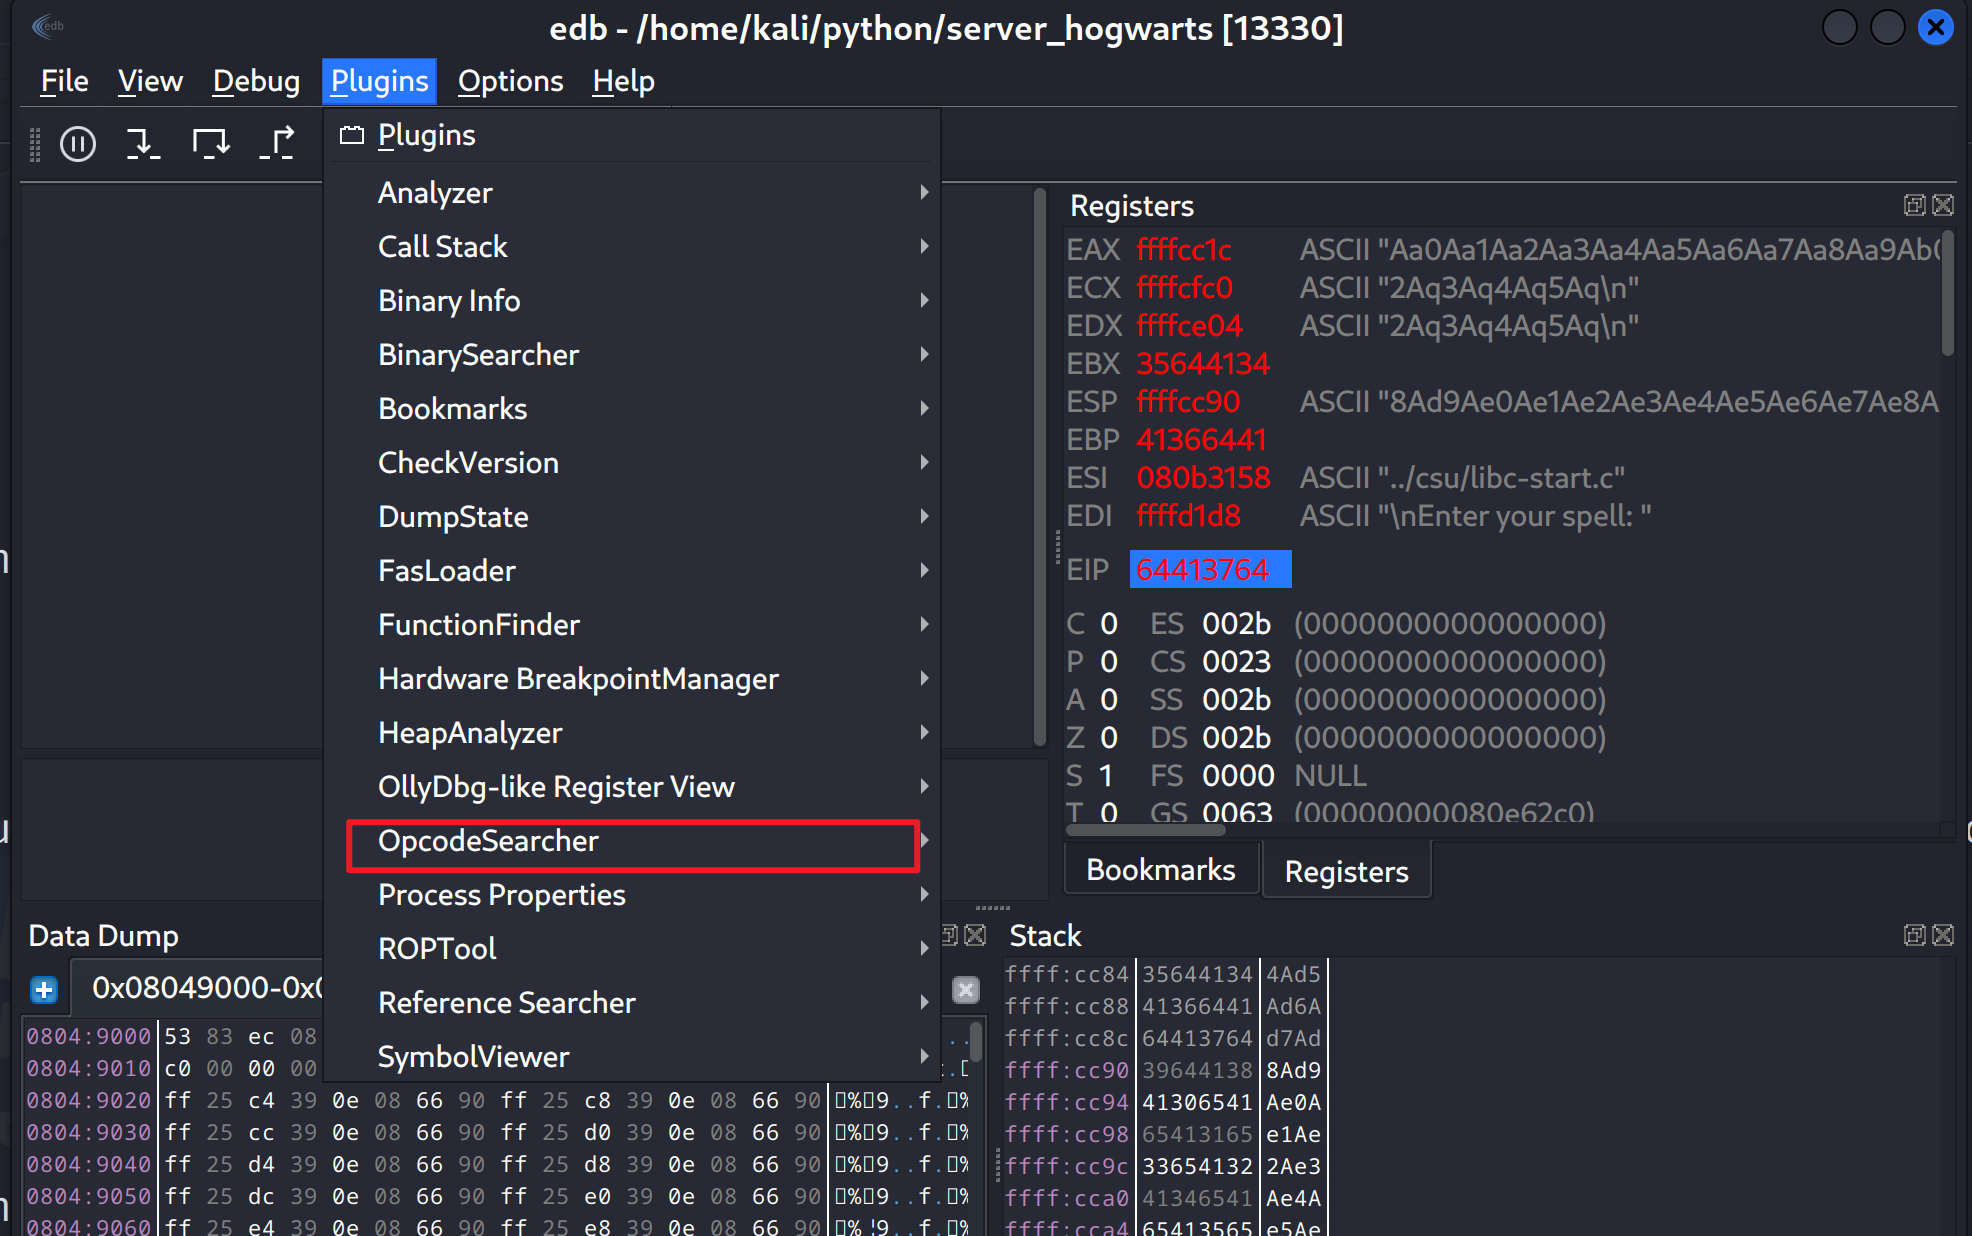 edb
edb - /home/kali/python/server_hogwarts [13330]
File View Debug Plugins Options Help
Plugins
Analyzer
Call Stack
Binary Info
BinarySearcher
Bookmarks
CheckVersion
DumpState
FasLoader
FunctionFinder
Hardware BreakpointManager
HeapAnalyzer
OllyDbg-like Register View
OpcodeSearcher
Process Properties
ROPTool
Reference Searcher
SymbolViewer
Registers
EAX ffffcc1c ASCII "Aa0Aa1Aa2Aa3Aa4Aa5Aa6Aa7Aa8Aa9Ab0
ECX ffffcfc0 ASCII "2Aq3Aq4Aq5Aq\n"
EDX ffffce04 ASCII "2Aq3Aq4Aq5Aq\n"
EBX 35644134
ESP ffffcc90 ASCII "8Ad9Ae0Ae1Ae2Ae3Ae4Ae5Ae6Ae7Ae8A
EBP 41366441
ESI 080b3158 ASCII "../csu/libc-start.c"
EDI ffffd1d8 ASCII "\nEnter your spell: "
EIP 64413764
C 0 ES 002b (0000000000000000)
P 0 CS 0023 (0000000000000000)
A 0 SS 002b (0000000000000000)
Z 0 DS 002b (0000000000000000)
S 1 FS 0000 NULL
T 0 GS 0063 (00000000080e62c0)
Bookmarks Registers
Data Dump
0x08049000-0x0
0804:9000 53 83 ec 08
0804:9010 c0 00 00 00
0804:9020 ff 25 c4 39 0e 08 66 90 ff 25 c8 39 0e 08 66 90 %9..f.%
0804:9030 ff 25 cc 39 0e 08 66 90 ff 25 d0 39 0e 08 66 90 %9..f.%
0804:9040 ff 25 d4 39 0e 08 66 90 ff 25 d8 39 0e 08 66 90 %9..f.%
0804:9050 ff 25 dc 39 0e 08 66 90 ff 25 e0 39 0e 08 66 90 %9..f.%
0804:9060 ff 25 e4 39 0e 08 66 90 ff 25 e8 39 0e 08 66 90 %9..f.%
Stack
ffff:cc84 35644134 4Ad5
ffff:cc88 41366441 Ad6A
ffff:cc8c 64413764 d7Ad
ffff:cc90 39644138 8Ad9
ffff:cc94 41306541 Ae0A
ffff:cc98 65413165 e1Ae
ffff:cc9c 33654132 2Ae3
ffff:cca0 41346541 Ae4A
ffff:cca4 65413565 e5Ae